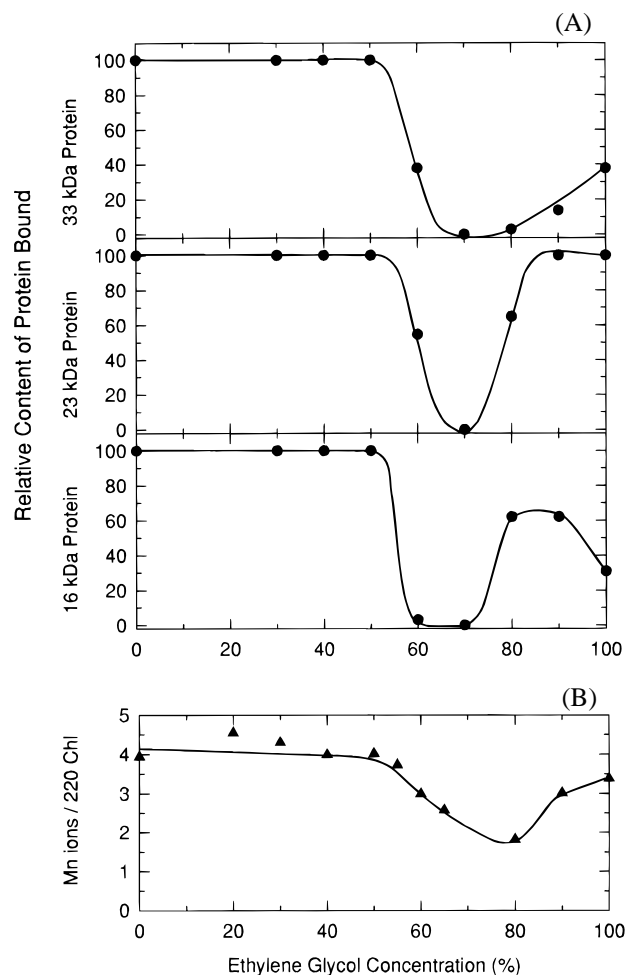 (A)
Relative Content of Protein Bound
33 kDa Protein
100
80
60
40
20
0
23 kDa Protein
100
80
60
40
20
0
16 kDa Protein
100
80
60
40
20
0
0 20 40 60 80 100
(B)
Mn ions / 220 Chl
5
4
3
2
1
0
0 20 40 60 80 100
Ethylene Glycol Concentration (%)